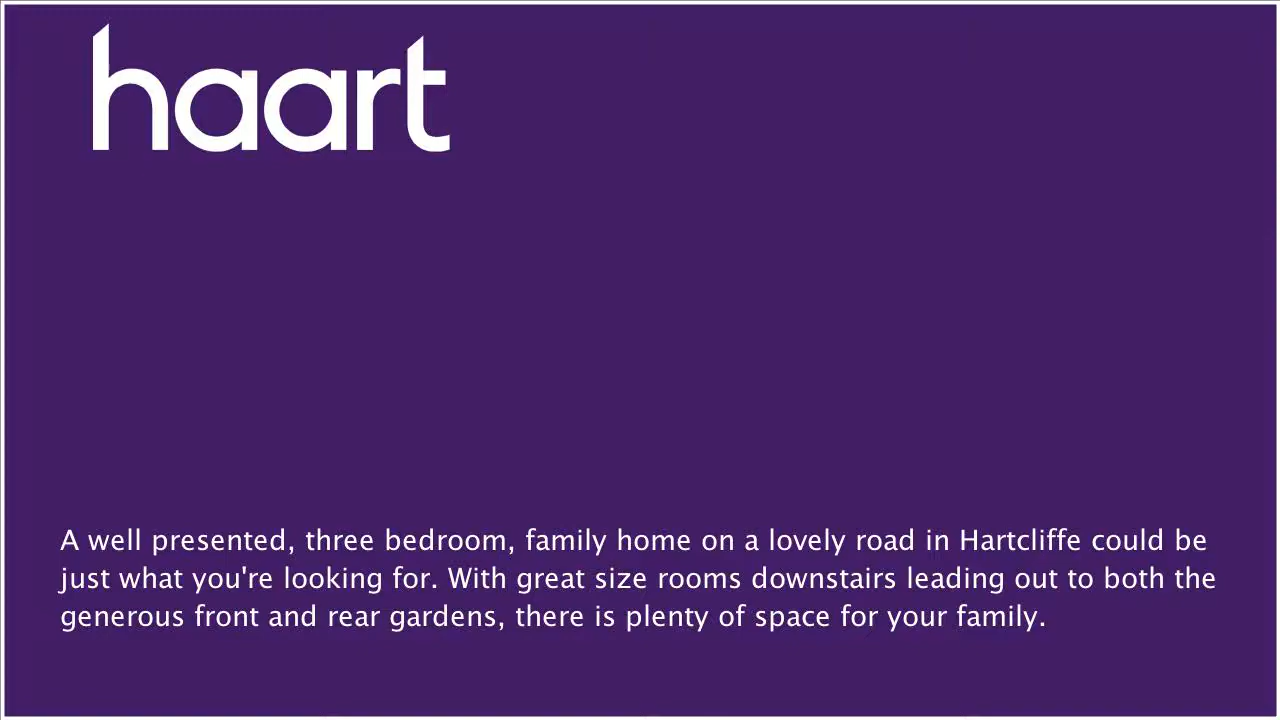 haart
A well presented, three bedroom, family home on a lovely road in Hartcliffe could be
just what you're looking for. With great size rooms downstairs leading out to both the
generous front and rear gardens, there is plenty of space for your family.